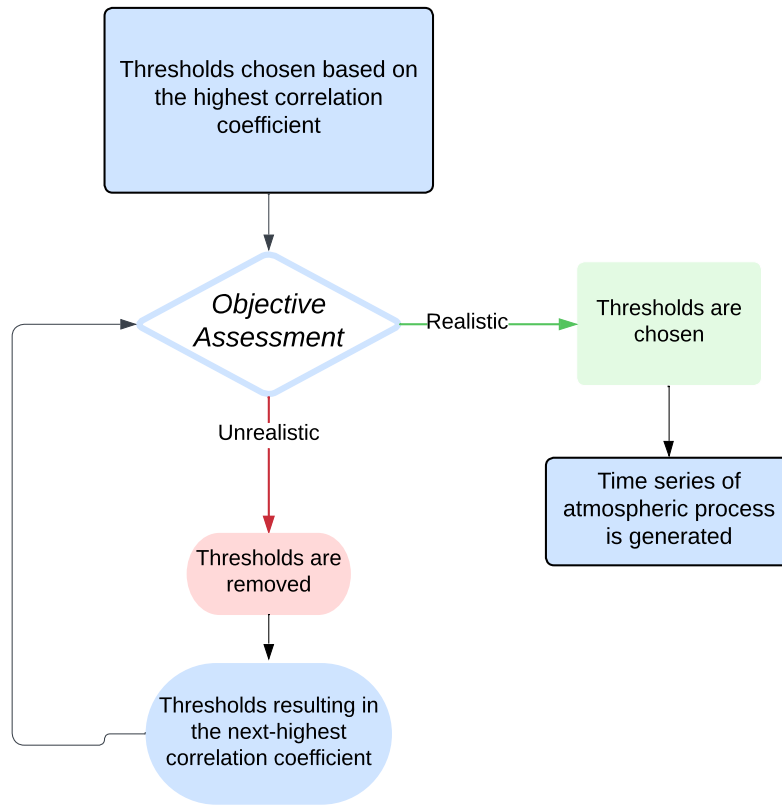 Thresholds chosen based on
the highest correlation
coefficient
Objective
Assessment
Realistic
Thresholds are
chosen
Unrealistic
Time series of
atmospheric process
is generated
Thresholds are
removed
Thresholds resulting in
the next-highest
correlation coefficient